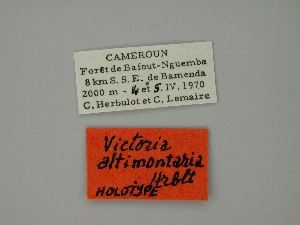 CAMEROUN
Forêt de Bafout-Nguemba
8 km S. S. E. de Bamenda
2000 m - 4 et 5. IV. 1970
C. Herbulot et C. Lemaire
Victoria
altimontaria
Hrblt
HOLOTYPE